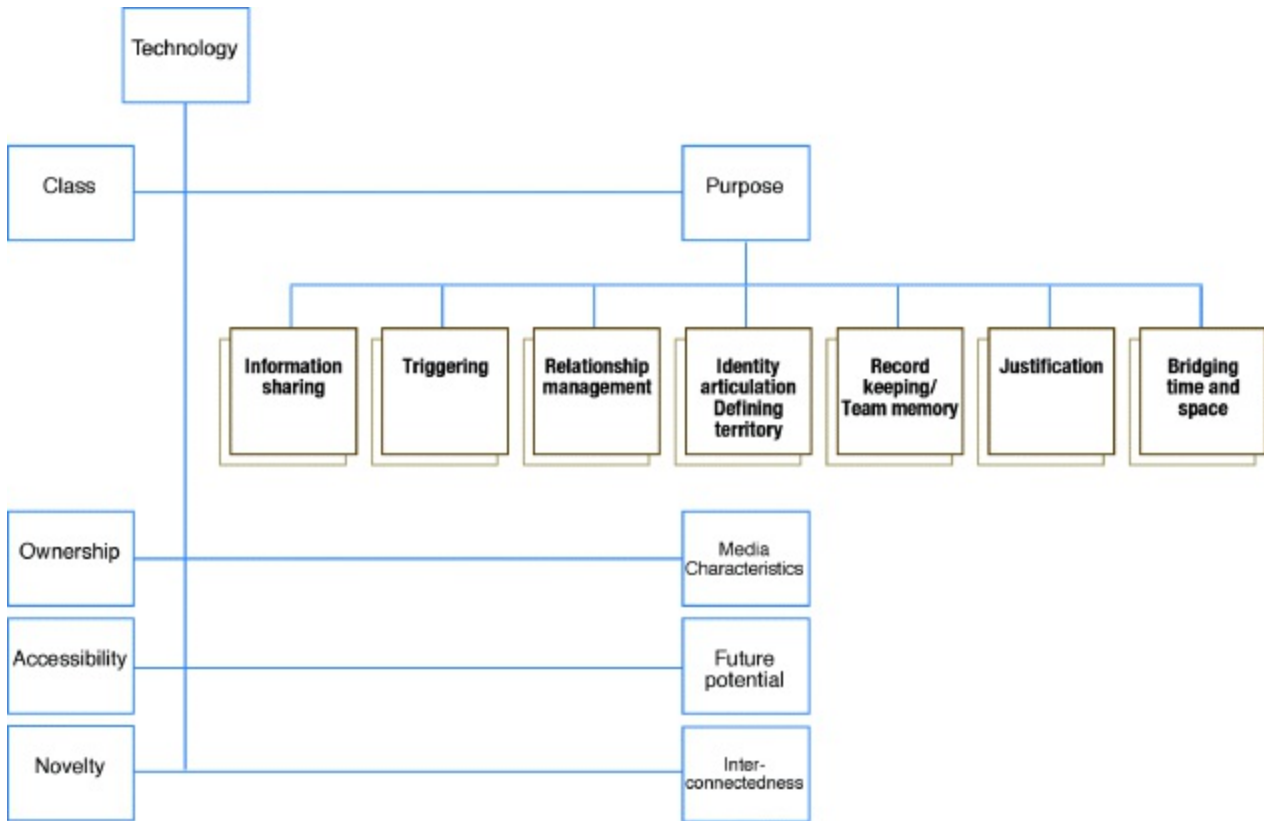 Technology
Class
Purpose
Information
sharing
Triggering
Relationship
management
Identity
articulation
Defining
territory
Record
keeping/
Team memory
Justification
Bridging
time and
space
Ownership
Media
Characteristics
Accessibility
Future
potential
Novelty
Inter-
connectedness